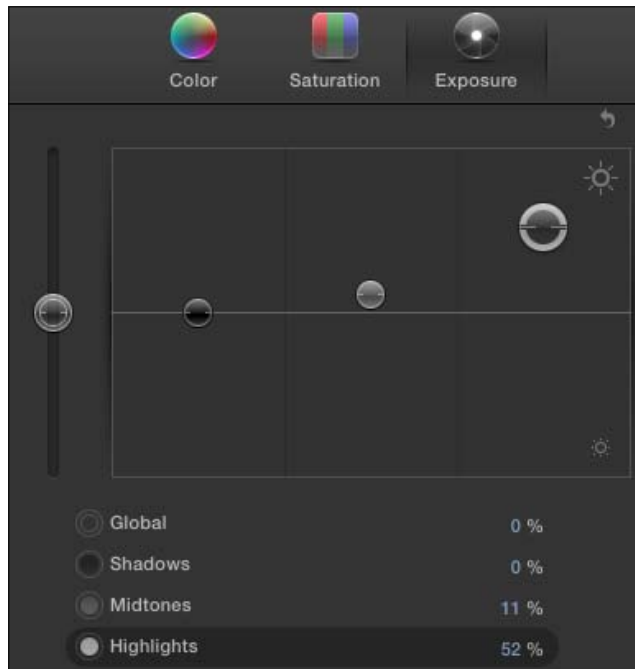 Color Saturation Exposure
Global 0 %
Shadows 0 %
Midtones 11 %
Highlights 52 %